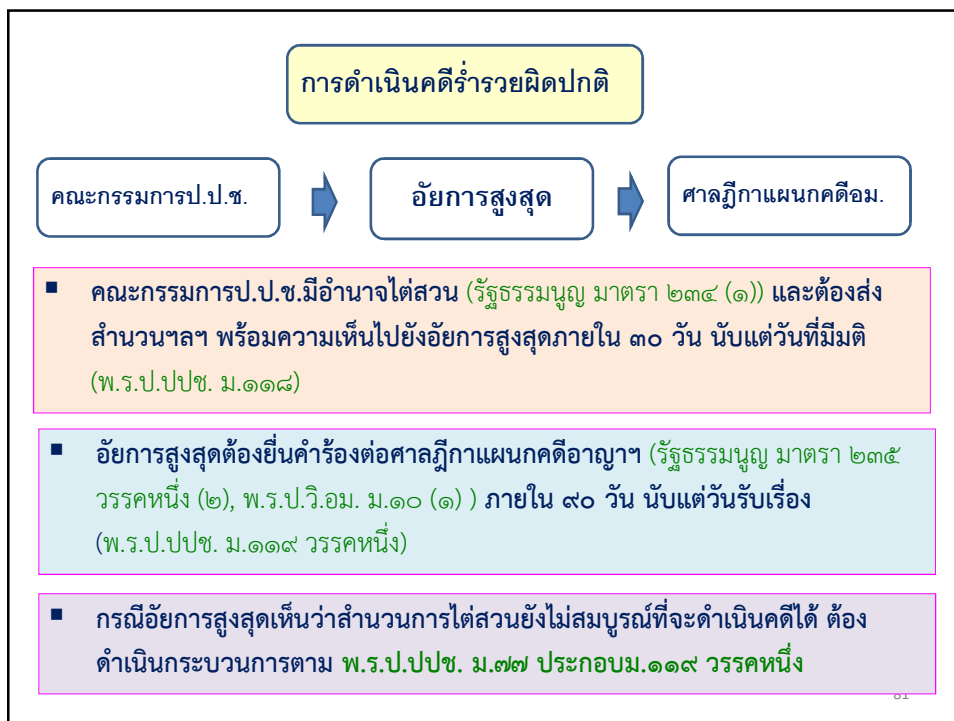 การดำเนินคดีร่ำรวยผิดปกติ
คณะกรรมการป.ป.ช.
อัยการสูงสุด
ศาลฎีกาแผนกคดีอม.
▪ คณะกรรมการป.ป.ช.มีอำนาจไต่สวน (รัฐธรรมนูญ มาตรา ๒๓๔ (๑)) และต้องส่ง
สำนวนฯลฯ พร้อมความเห็นไปยังอัยการสูงสุดภายใน ๓๐ วัน นับแต่วันที่มีมติ
(พ.ร.ป.ปปช. ม.๑๑๘)
▪ อัยการสูงสุดต้องยื่นคำร้องต่อศาลฎีกาแผนกคดีอาญาฯ (รัฐธรรมนูญ มาตรา ๒๓๕
วรรคหนึ่ง (๒), พ.ร.ป.วิ.อม. ม.๑๐ (๑) ) ภายใน ๙๐ วัน นับแต่วันรับเรื่อง
(พ.ร.ป.ปปช. ม.๑๑๙ วรรคหนึ่ง)
▪ กรณีอัยการสูงสุดเห็นว่าสำนวนการไต่สวนยังไม่สมบูรณ์ที่จะดำเนินคดีได้ ต้อง
ดำเนินกระบวนการตาม พ.ร.ป.ปปช. ม.๗๗ ประกอบม.๑๑๙ วรรคหนึ่ง
81